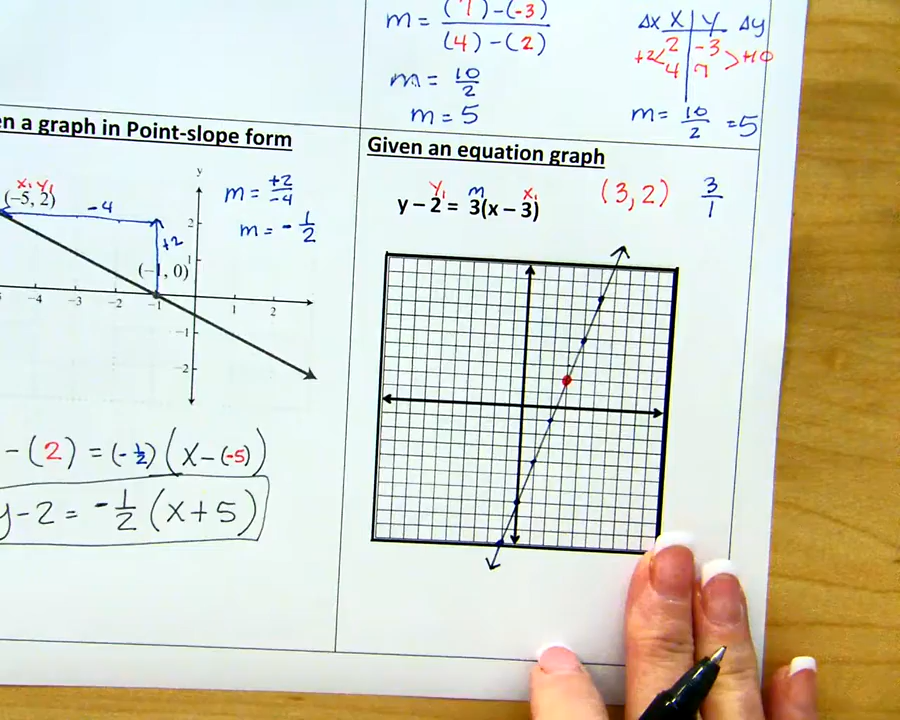 m = (7)-(-3)
(4)-(2)
m = 10/2
m = 5
Δx X Y Δy
+2 2 -3 +10
4 7
m = 10/2 = 5
a graph in Point-slope form
x₁ y₁
(-5, 2)
-4
+2
(-1, 0)
m = +2/-4
m = -1/2
y
2
1
-4 -3 -2 -1 1 2
-1
-2
-(2) = (-1/2)(x-(-5))
y-2 = -1/2(x+5)
Given an equation graph
y₁ m x₁
y – 2 = 3(x – 3)
(3, 2) 3/1